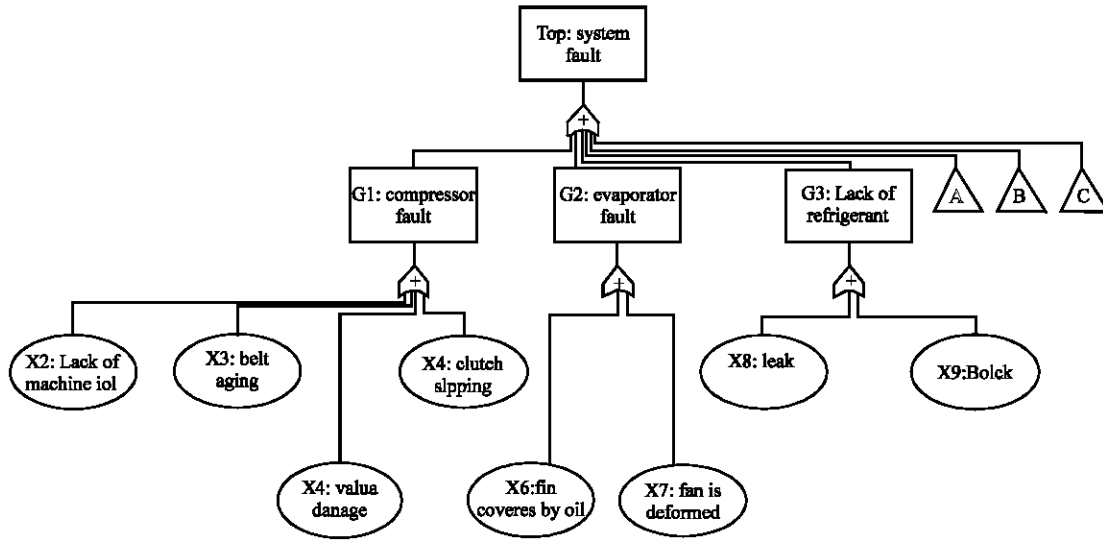 Top: system
fault
+
G1: compressor
fault
G2: evaporator
fault
G3: Lack of
refrigerant
A
B
C
+
+
+
X2: Lack of
machine iol
X3: belt
aging
X4: clutch
slpping
X8: leak
X9:Bolck
X4: valua
danage
X6:fin
coveres by oil
X7: fan is
deformed